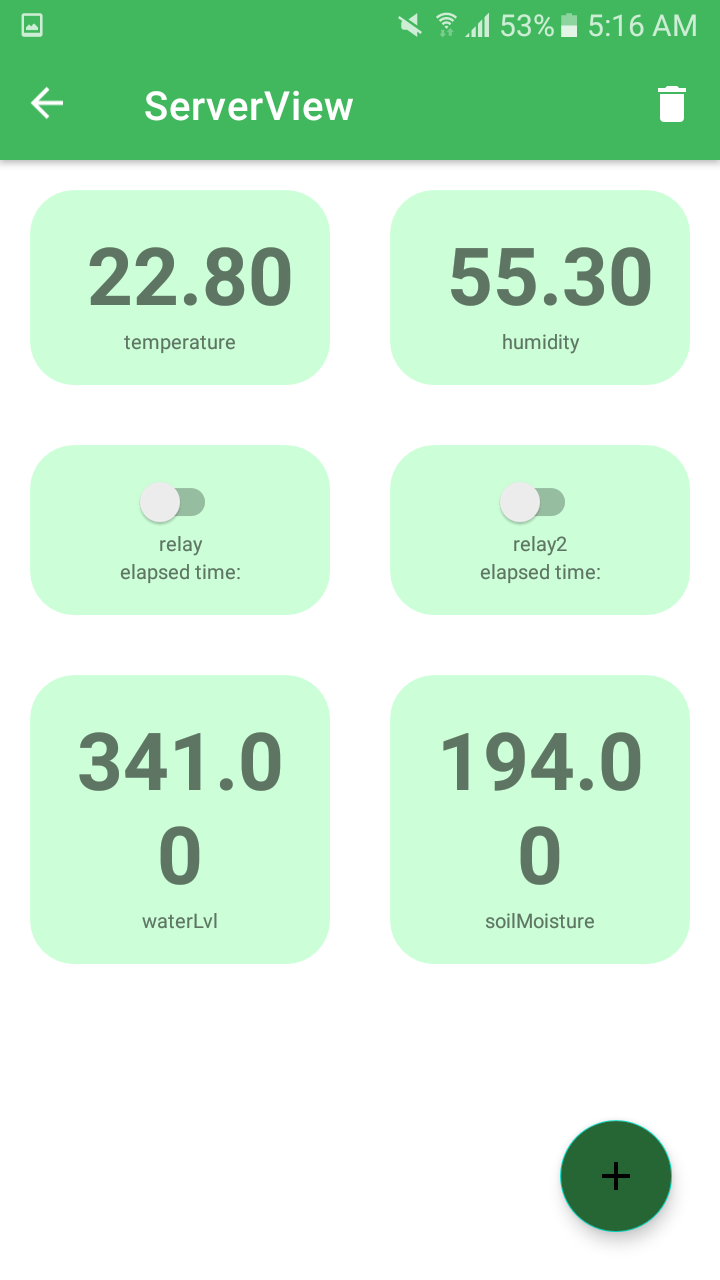 53% 5:16 AM
ServerView
22.80
temperature
55.30
humidity
relay
elapsed time:
relay2
elapsed time:
341.0
0
waterLvl
194.0
0
soilMoisture